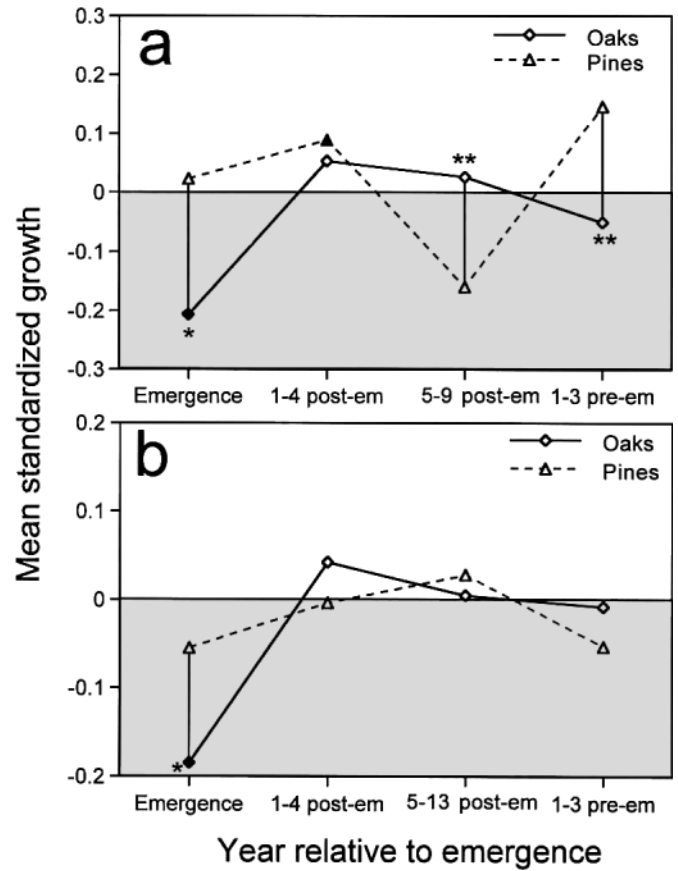 Mean standardized growth
a
Oaks
Pines
0.3
0.2
0.1
0
-0.1
-0.2
-0.3
**
**
*
Emergence 1-4 post-em 5-9 post-em 1-3 pre-em
b
Oaks
Pines
0.2
0.1
0
-0.1
-0.2
*
Emergence 1-4 post-em 5-13 post-em 1-3 pre-em
Year relative to emergence